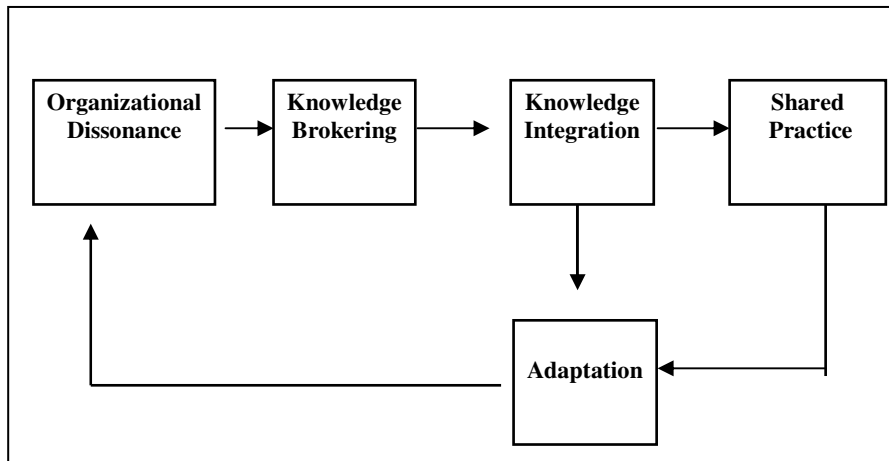 Organizational
Dissonance
Knowledge
Brokering
Knowledge
Integration
Shared
Practice
Adaptation